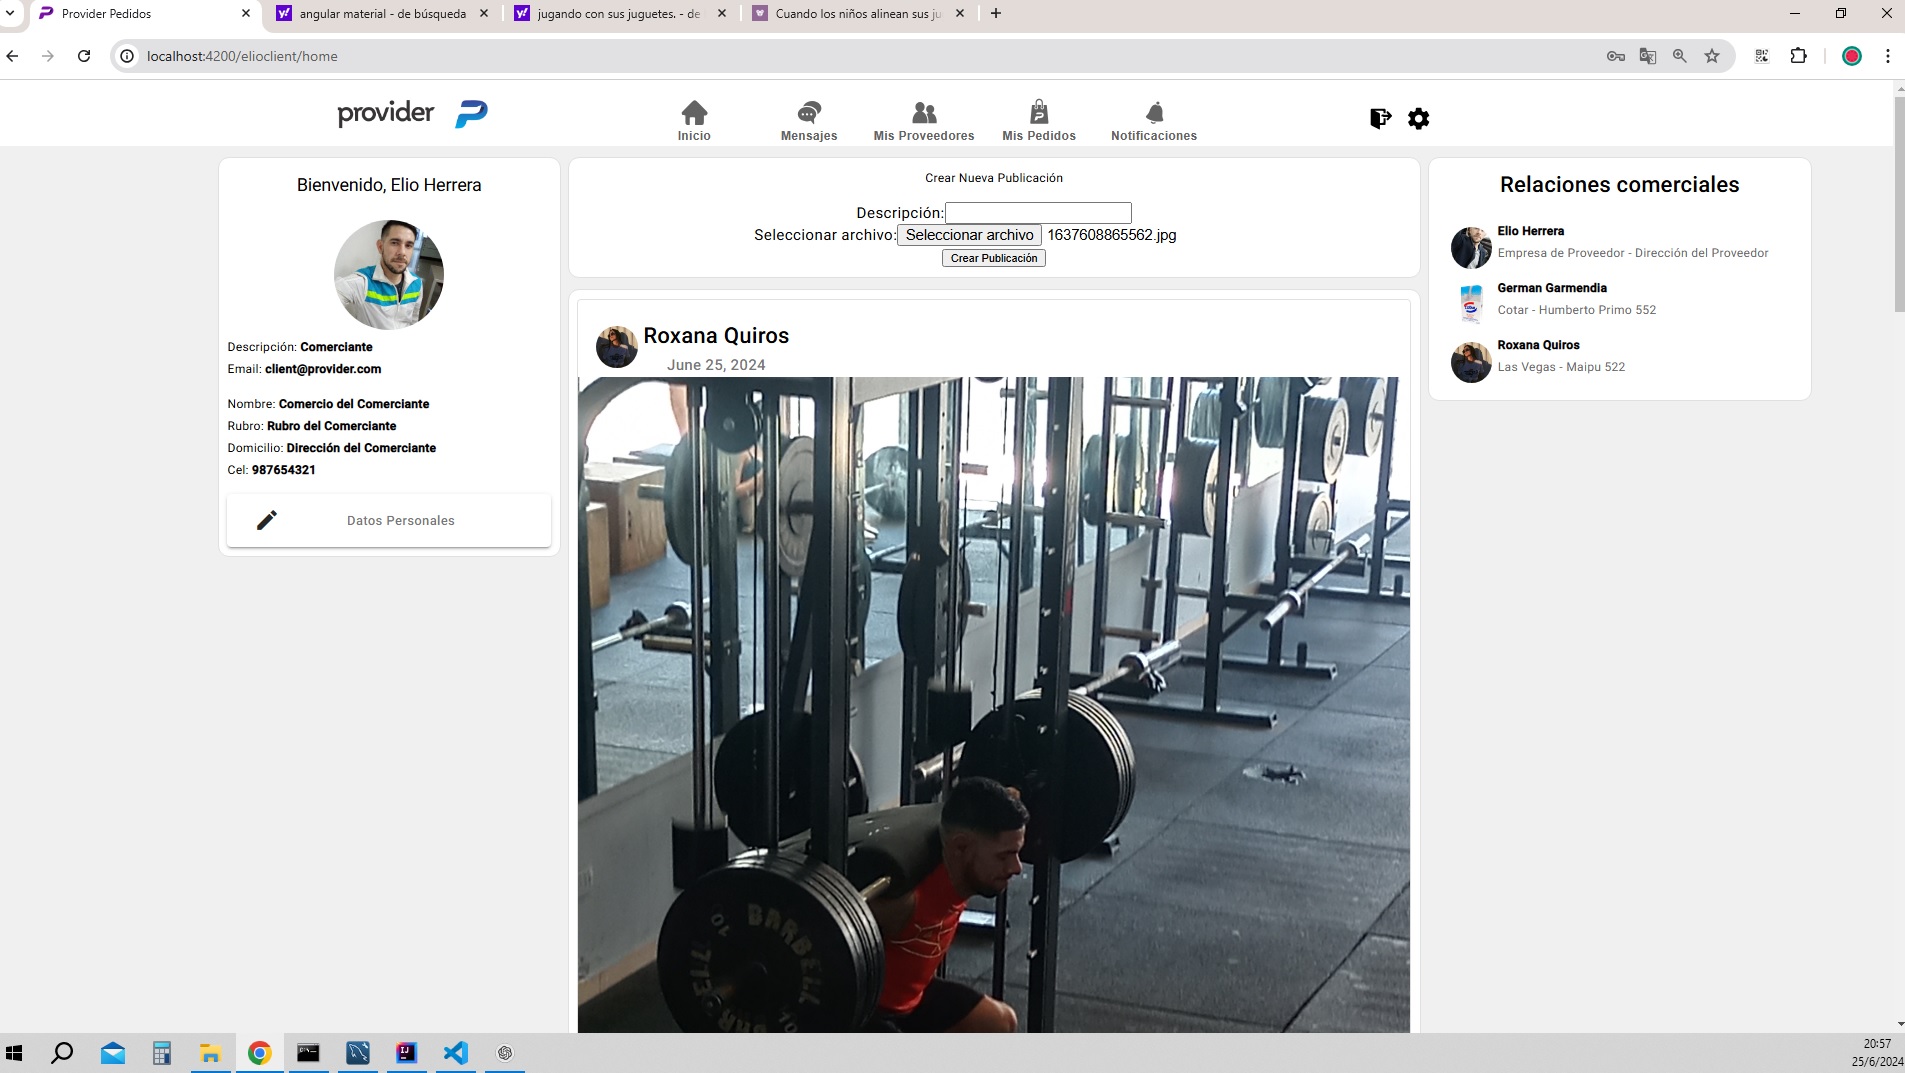 Provider Pedidos
angular material - de búsqueda
jugando con sus juguetes. - de
Cuando los niños alinean sus ju
localhost:4200/elioclient/home
provider
Inicio
Mensajes
Mis Proveedores
Mis Pedidos
Notificaciones
Bienvenido, Elio Herrera
Descripción: Comerciante
Email: client@provider.com
Nombre: Comercio del Comerciante
Rubro: Rubro del Comerciante
Domicilio: Dirección del Comerciante
Cel: 987654321
Datos Personales
Crear Nueva Publicación
Descripción:
Seleccionar archivo: Seleccionar archivo 1637608865562.jpg
Crear Publicación
Roxana Quiros
June 25, 2024
BARBELL
Relaciones comerciales
Elio Herrera
Empresa de Proveedor - Dirección del Proveedor
German Garmendia
Cotar - Humberto Primo 552
Roxana Quiros
Las Vegas - Maipu 522
20:57
25/6/2024